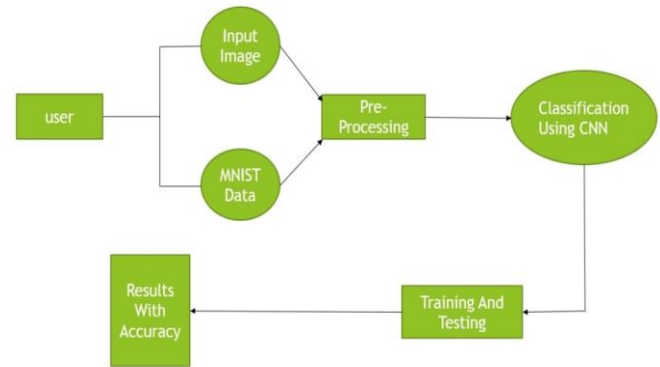 Input
Image
user
Pre-
Processing
Classification
Using CNN
MNIST
Data
Results
With
Accuracy
Training And
Testing